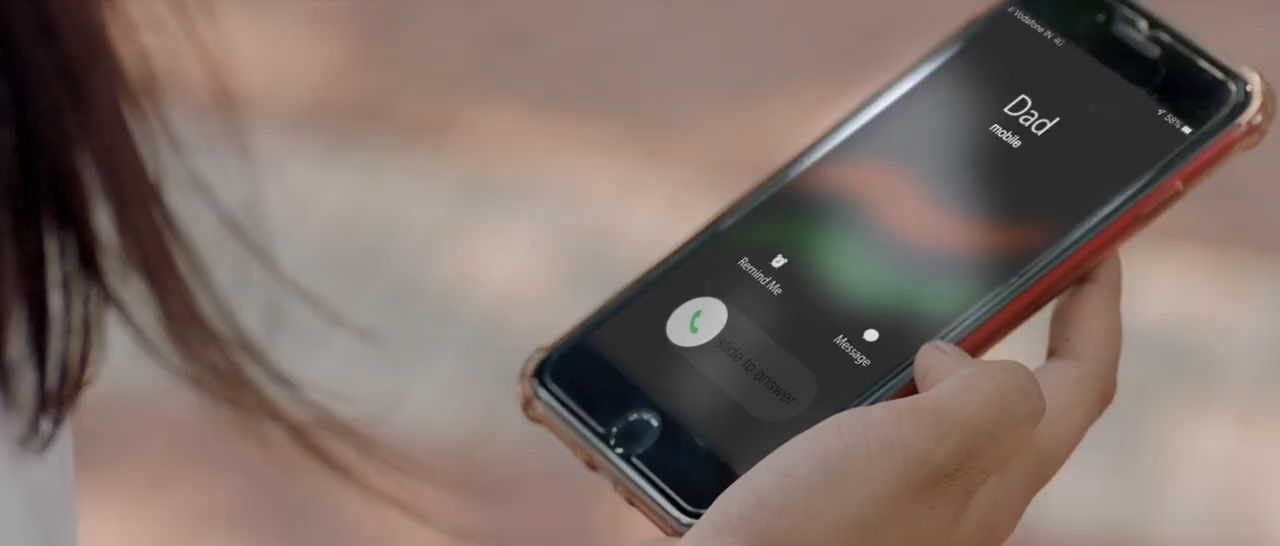 Vodafone IN 4G
58%
Dad
mobile
Remind Me
Message
slide to answer